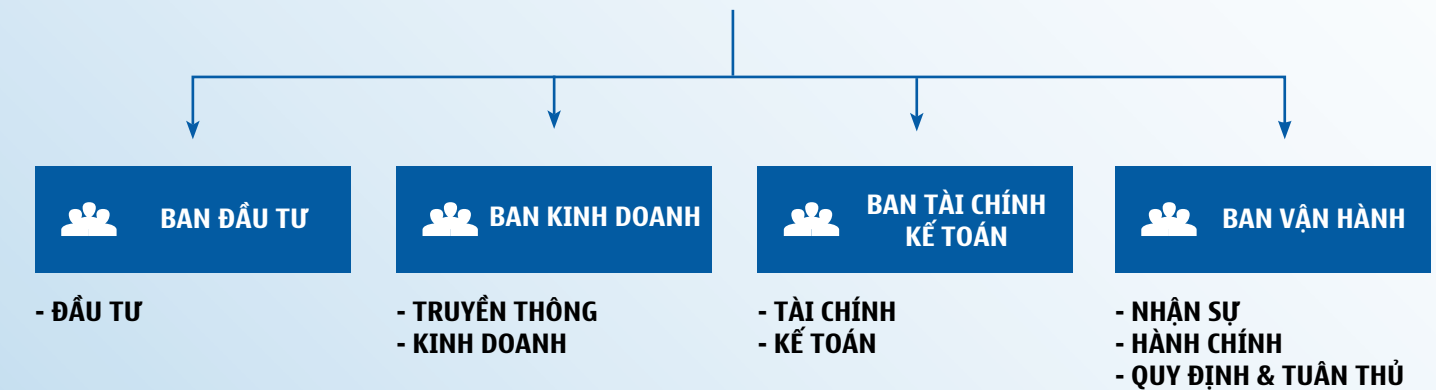 BAN ĐẦU TƯ
- ĐẦU TƯ
BAN KINH DOANH
- TRUYỀN THÔNG
- KINH DOANH
BAN TÀI CHÍNH
KẾ TOÁN
- TÀI CHÍNH
- KẾ TOÁN
BAN VẬN HÀNH
- NHẬN SỰ
- HÀNH CHÍNH
- QUY ĐỊNH & TUÂN THỦ